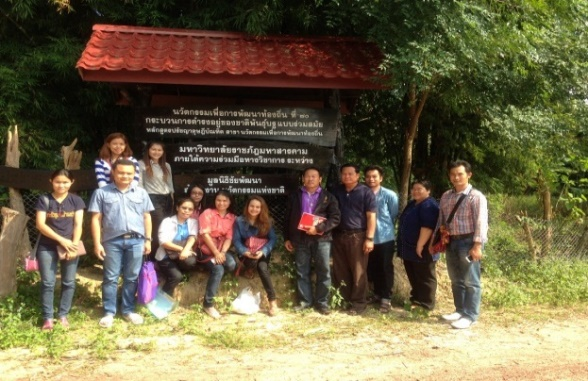 นวัตกรรมเพื่อการพัฒนาท้องถิ่น ที่ ๒๐
กระบวนการดำรงอยู่ของชาติพันธุ์บรู แบบร่วมสมัย
หลักสูตรปรัชญาดุษฎีบัณฑิต สาขา นวัตกรรมเพื่อการพัฒนาท้องถิ่น
มหาวิทยาลัยราชภัฏมหาสารคาม
ภายใต้ความร่วมมือทางวิชาการ ระหว่าง
มูลนิธิชัยพัฒนา
นวัตกรรมแห่งชาติ